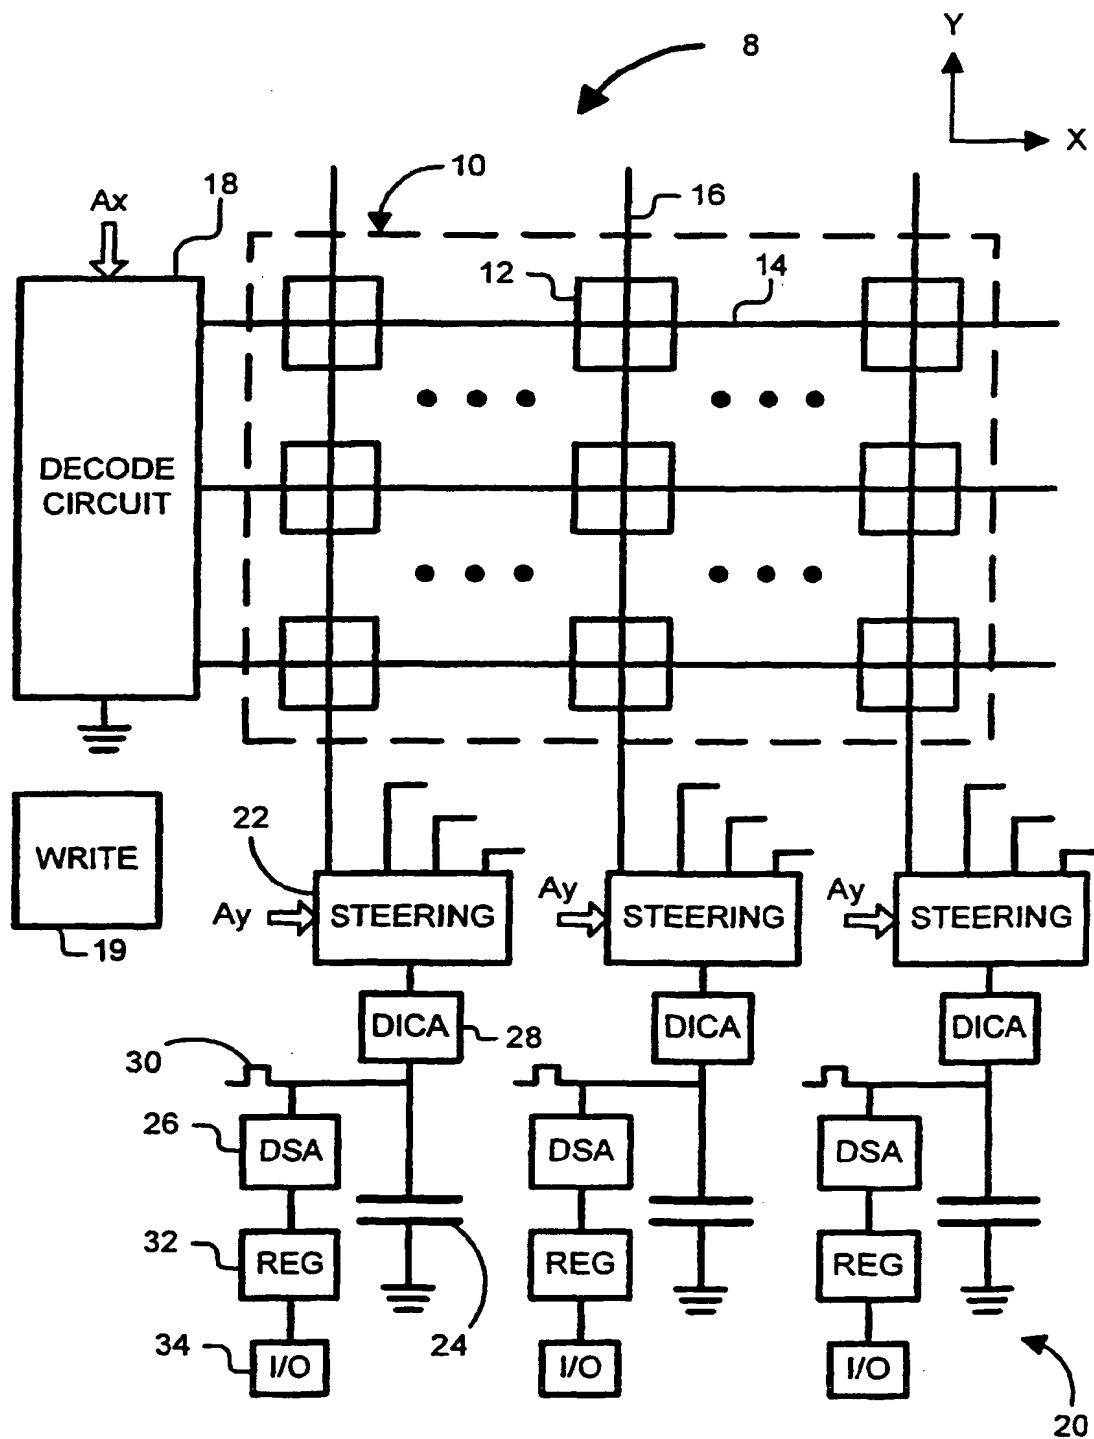 Y
8
X
10
18
16
Ax
12
14
DECODE
CIRCUIT
22
WRITE
Ay
STEERING
Ay
STEERING
Ay
STEERING
19
DICA
28
DICA
DICA
30
26
DSA
DSA
DSA
32
REG
REG
REG
34
I/O
24
I/O
I/O
20